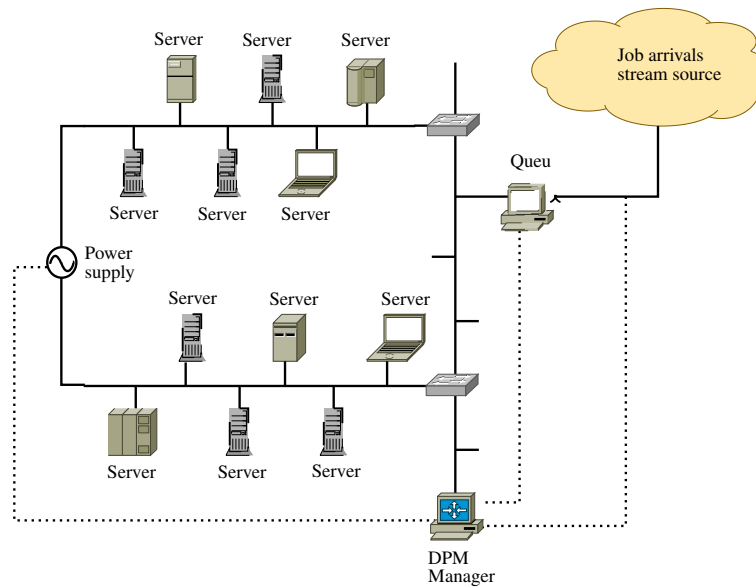 Server
Server
Server
Job arrivals
stream source
Queu
Server
Server
Server
Power
supply
Server
Server
Server
Server
Server
Server
DPM
Manager